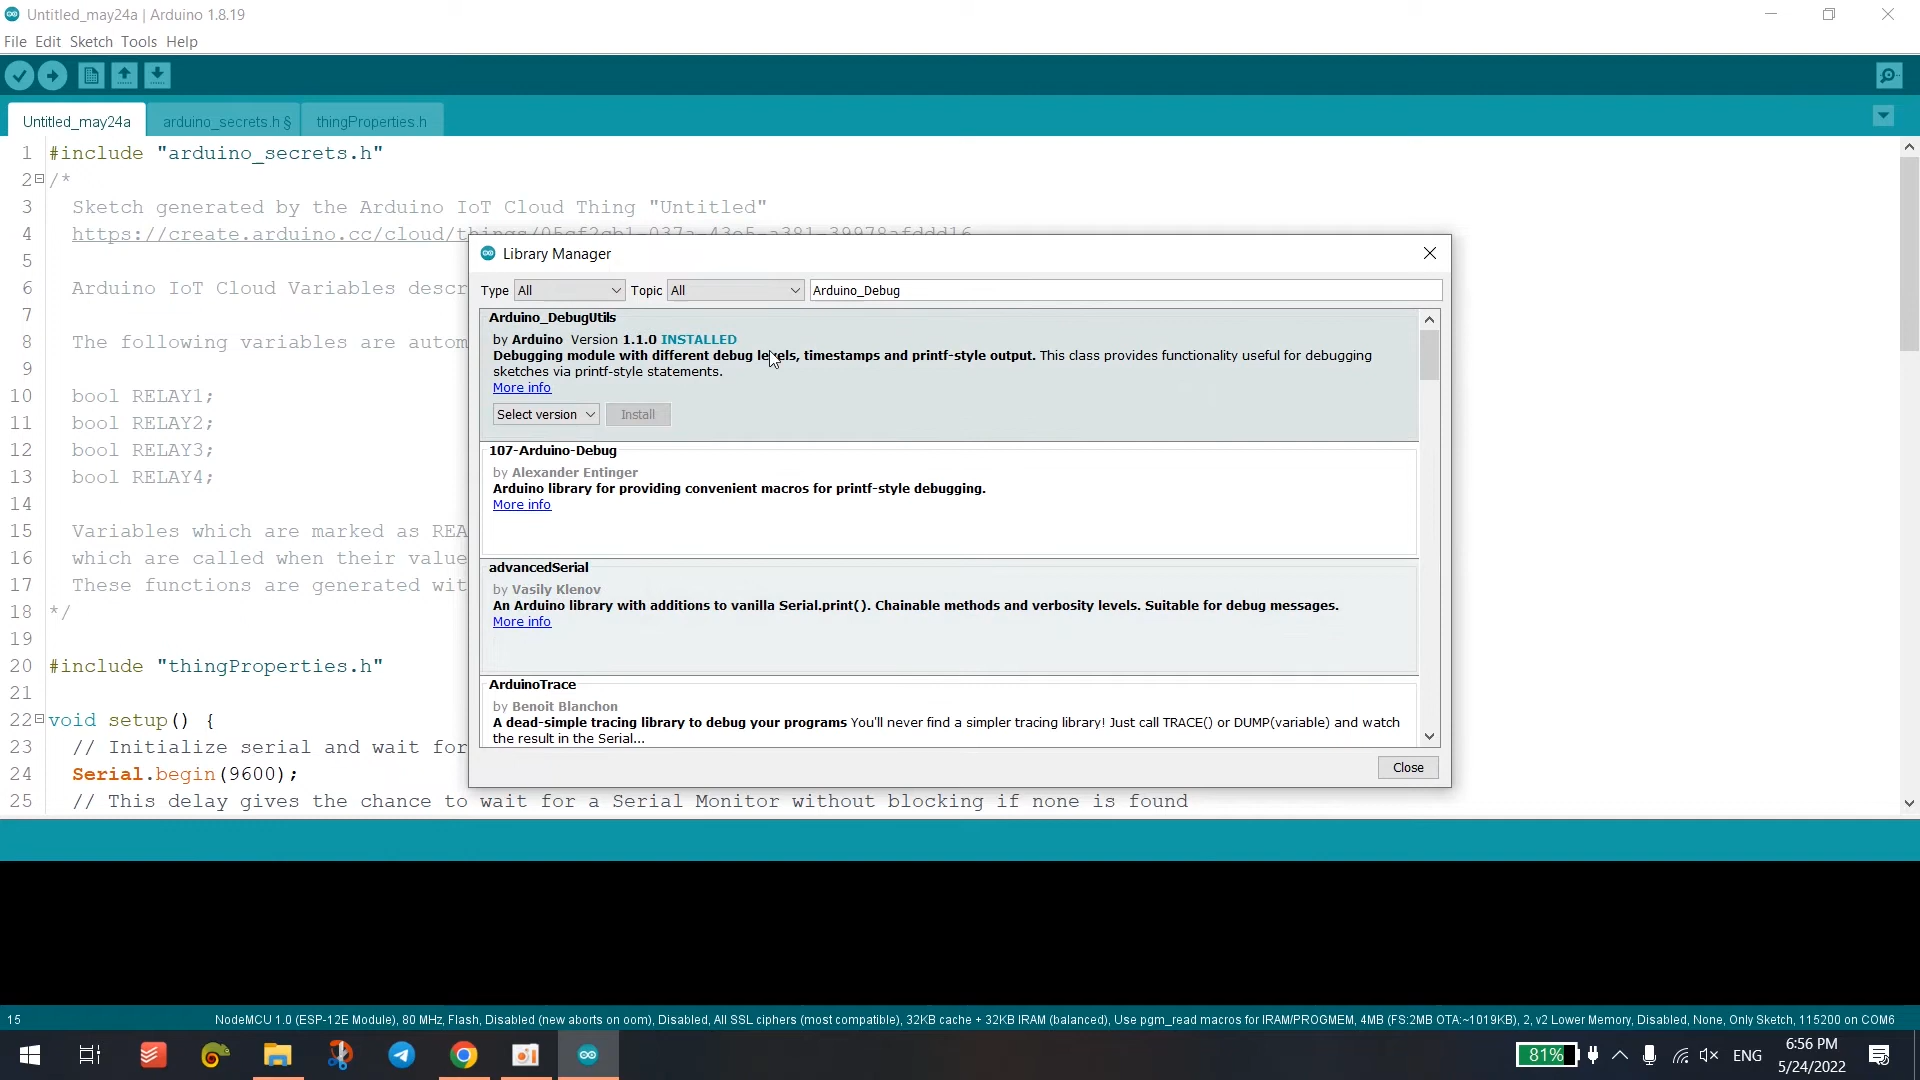 Untitled_may24a | Arduino 1.8.19
File Edit Sketch Tools Help
Untitled_may24a
arduino_secrets.h §
thingProperties.h
1 #include "arduino_secrets.h"
2 /*
3 Sketch generated by the Arduino IoT Cloud Thing "Untitled"
4 https://create.arduino.cc/cloud/things/
5
6 Arduino IoT Cloud Variables descr
7
8 The following variables are autom
9
10 bool RELAY1;
11 bool RELAY2;
12 bool RELAY3;
13 bool RELAY4;
14
15 Variables which are marked as REA
16 which are called when their value
17 These functions are generated wit
18 */
19
20 #include "thingProperties.h"
21
22 void setup() {
23 // Initialize serial and wait for
24 Serial.begin(9600);
25 // This delay gives the chance to wait for a Serial Monitor without blocking if none is found
Library Manager
Type All Topic All Arduino_Debug
Arduino_DebugUtils
by Arduino Version 1.1.0 INSTALLED
Debugging module with different debug levels, timestamps and printf-style output. This class provides functionality useful for debugging
sketches via printf-style statements.
More info
Select version Install
107-Arduino-Debug
by Alexander Entinger
Arduino library for providing convenient macros for printf-style debugging.
More info
advancedSerial
by Vasily Klenov
An Arduino library with additions to vanilla Serial.print(). Chainable methods and verbosity levels. Suitable for debug messages.
More info
ArduinoTrace
by Benoit Blanchon
A dead-simple tracing library to debug your programs You'll never find a simpler tracing library! Just call TRACE() or DUMP(variable) and watch
the result in the Serial...
Close
15 NodeMCU 1.0 (ESP-12E Module), 80 MHz, Flash, Disabled (new aborts on oom), Disabled, All SSL ciphers (most compatible), 32KB cache + 32KB IRAM (balanced), Use pgm_read macros for IRAM/PROGMEM, 4MB (FS:2MB OTA:~1019KB), 2, v2 Lower Memory, Disabled, None, Only Sketch, 115200 on COM6
81% ENG
6:56 PM
5/24/2022